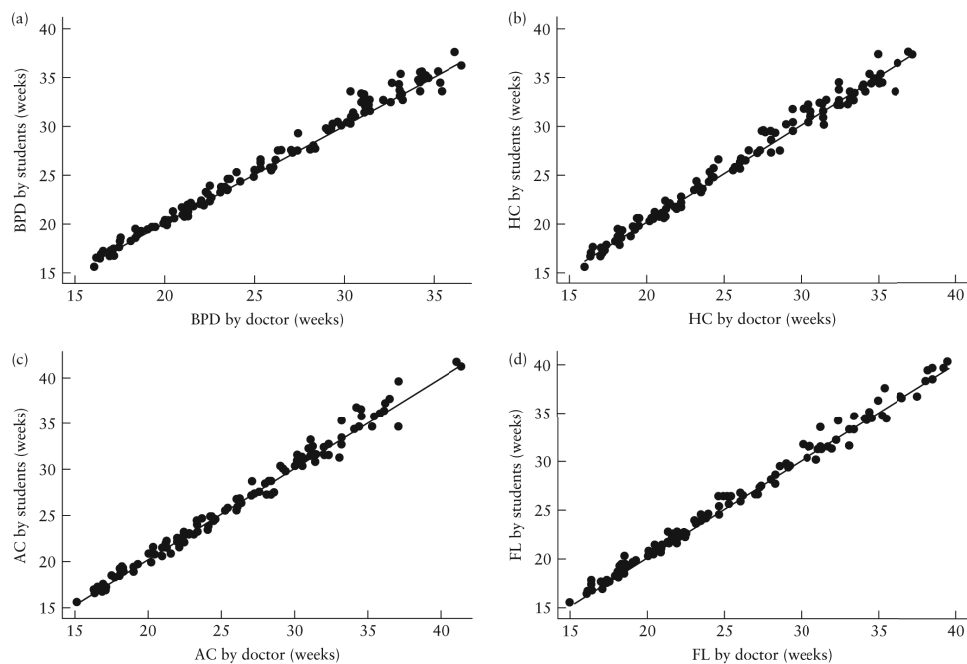 (a)
40
35
30
25
20
15
BPD by students (weeks)
15 20 25 30 35
BPD by doctor (weeks)
(b)
40
35
30
25
20
15
HC by students (weeks)
15 20 25 30 35 40
HC by doctor (weeks)
(c)
40
35
30
25
20
15
AC by students (weeks)
15 20 25 30 35 40
AC by doctor (weeks)
(d)
40
35
30
25
20
15
FL by students (weeks)
15 20 25 30 35 40
FL by doctor (weeks)